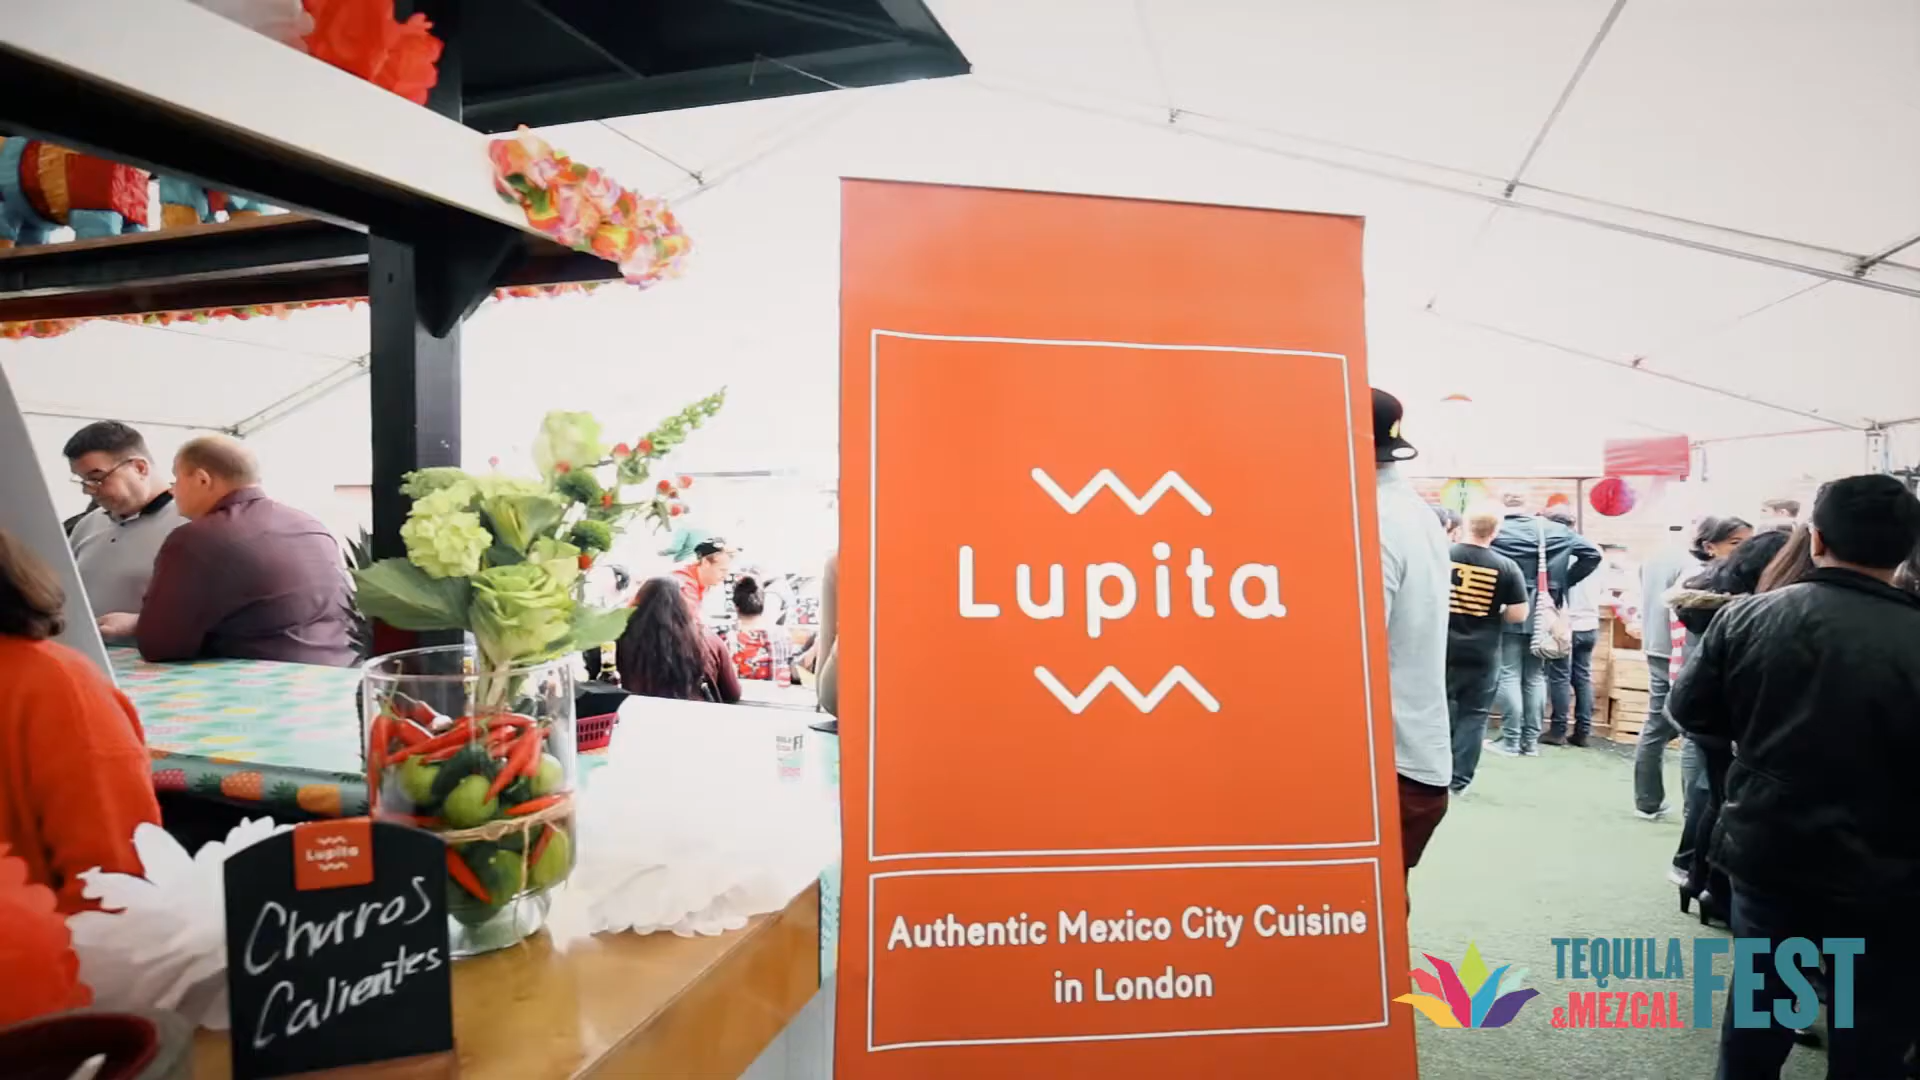 Lupita
Authentic Mexico City Cuisine
in London
Lupita
Churros
Calientes
TEQUILA
&MEZCAL
FEST